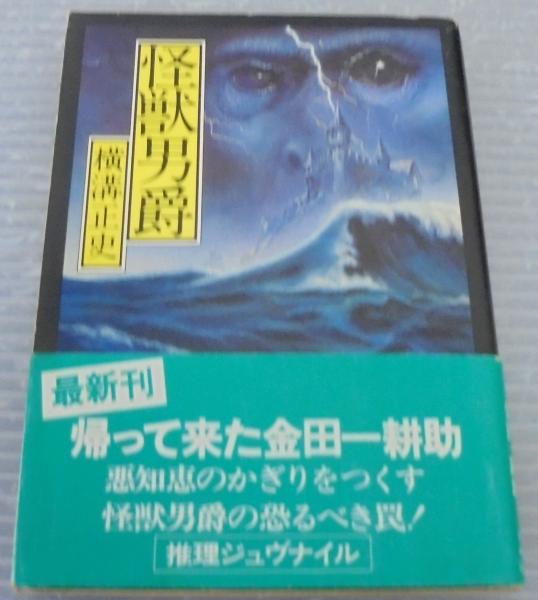 怪獣男爵
横溝正史
最新刊
帰って来た金田一耕助
悪知恵のかぎりをつくす
怪獣男爵の恐るべき罠!
推理ジュヴナイル